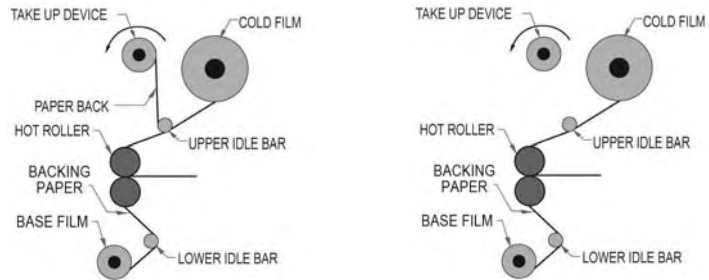 TAKE UP DEVICE
COLD FILM
PAPER BACK
HOT ROLLER
UPPER IDLE BAR
BACKING
PAPER
BASE FILM
LOWER IDLE BAR
TAKE UP DEVICE
COLD FILM
HOT ROLLER
UPPER IDLE BAR
BACKING
PAPER
BASE FILM
LOWER IDLE BAR